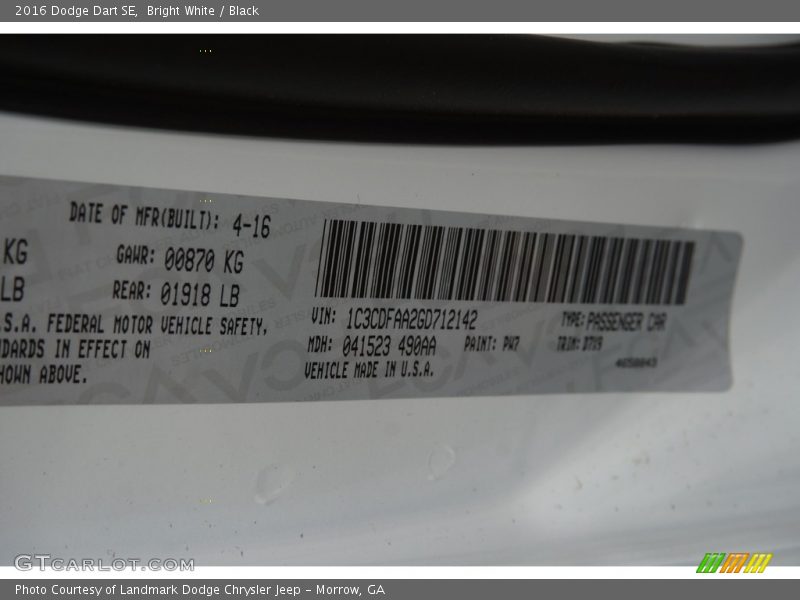 2016 Dodge Dart SE,  Bright White / Black
DATE OF MFR(BUILT): 4-16
KG GAWR: 00870 KG
LB REAR: 01918 LB
.S.A. FEDERAL MOTOR VEHICLE SAFETY,
DARDS IN EFFECT ON
HOWN ABOVE.
VIN: 1C3CDFAA2GD712142 TYPE: PASSENGER CAR
MDH: 041523 490AA PAINT: PW7 TRIM:
VEHICLE MADE IN U.S.A.
GTcarlot.com
Photo Courtesy of Landmark Dodge Chrysler Jeep – Morrow, GA